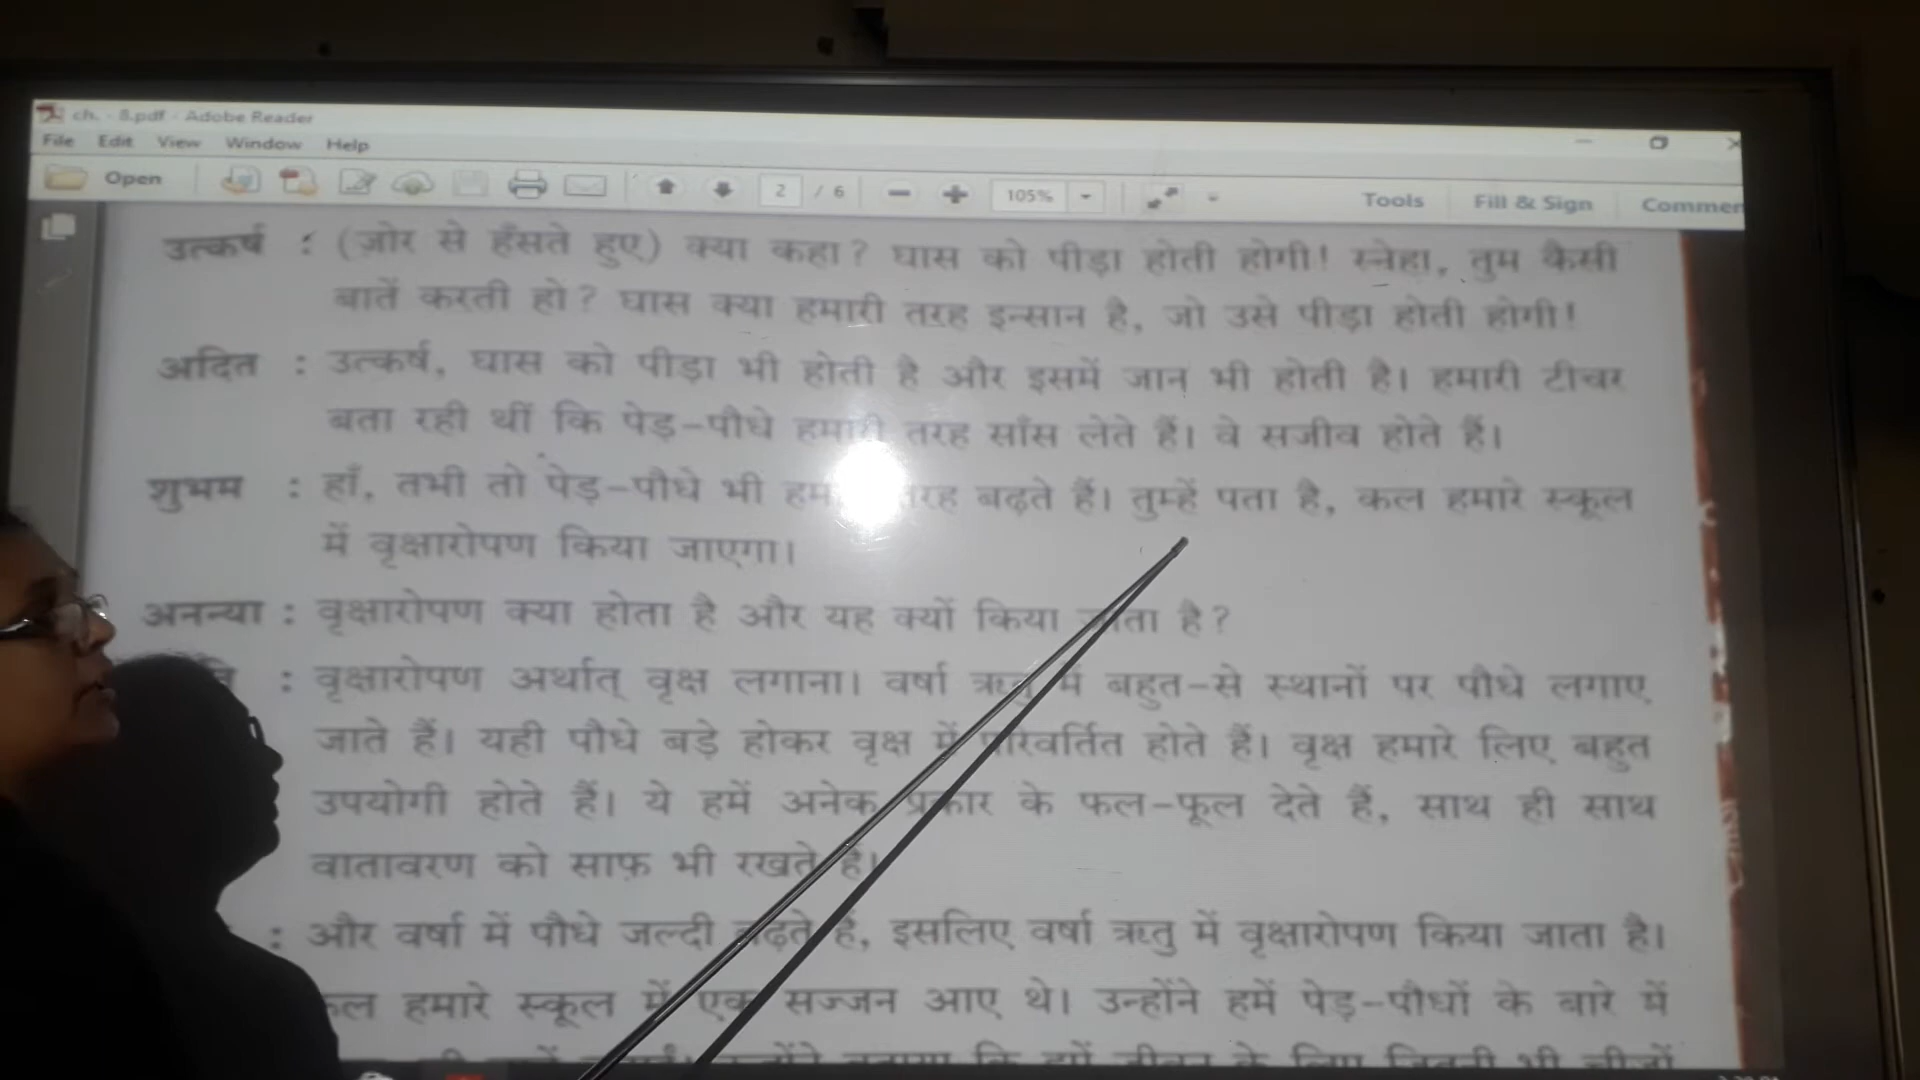 ch. - 8.pdf - Adobe Reader
File Edit View Window Help
Open 2 / 6 105% Tools Fill & Sign Commen
उत्कर्ष : (ज़ोर से हँसते हुए) क्या कहा? घास को पीड़ा होती होगी! स्नेहा, तुम कैसी
बातें करती हो? घास क्या हमारी तरह इन्सान है, जो उसे पीड़ा होती होगी!
अदित : उत्कर्ष, घास को पीड़ा भी होती है और इसमें जान भी होती है। हमारी टीचर
बता रही थीं कि पेड़-पौधे हमारी तरह साँस लेते हैं। वे सजीव होते हैं।
शुभम : हाँ, तभी तो पेड़-पौधे भी हम रह बढ़ते हैं। तुम्हें पता है, कल हमारे स्कूल
में वृक्षारोपण किया जाएगा।
अनन्या : वृक्षारोपण क्या होता है और यह क्यों किया जाता है?
: वृक्षारोपण अर्थात् वृक्ष लगाना। वर्षा ऋतु में बहुत-से स्थानों पर पौधे लगाए
जाते हैं। यही पौधे बड़े होकर वृक्ष में परिवर्तित होते हैं। वृक्ष हमारे लिए बहुत
उपयोगी होते हैं। ये हमें अनेक प्रकार के फल-फूल देते हैं, साथ ही साथ
वातावरण को साफ़ भी रखते हैं।
: और वर्षा में पौधे जल्दी बढ़ते हैं, इसलिए वर्षा ऋतु में वृक्षारोपण किया जाता है।
कल हमारे स्कूल में एक सज्जन आए थे। उन्होंने हमें पेड़-पौधों के बारे में